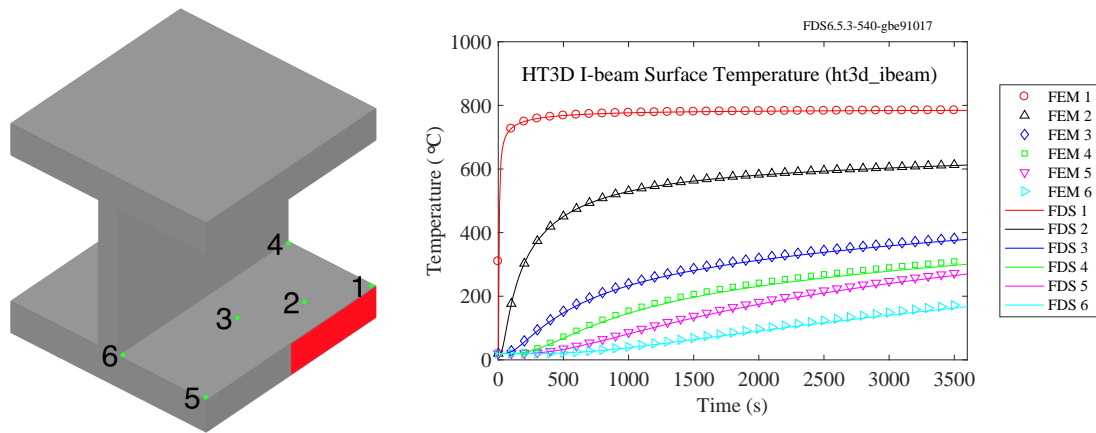 FDS6.5.3-540-gbe91017
HT3D I-beam Surface Temperature (ht3d_ibeam)
Temperature (°C)
1000
800
600
400
200
0
0 500 1000 1500 2000 2500 3000 3500
Time (s)
FEM 1
FEM 2
FEM 3
FEM 4
FEM 5
FEM 6
FDS 1
FDS 2
FDS 3
FDS 4
FDS 5
FDS 6
4
1
2
3
6
5